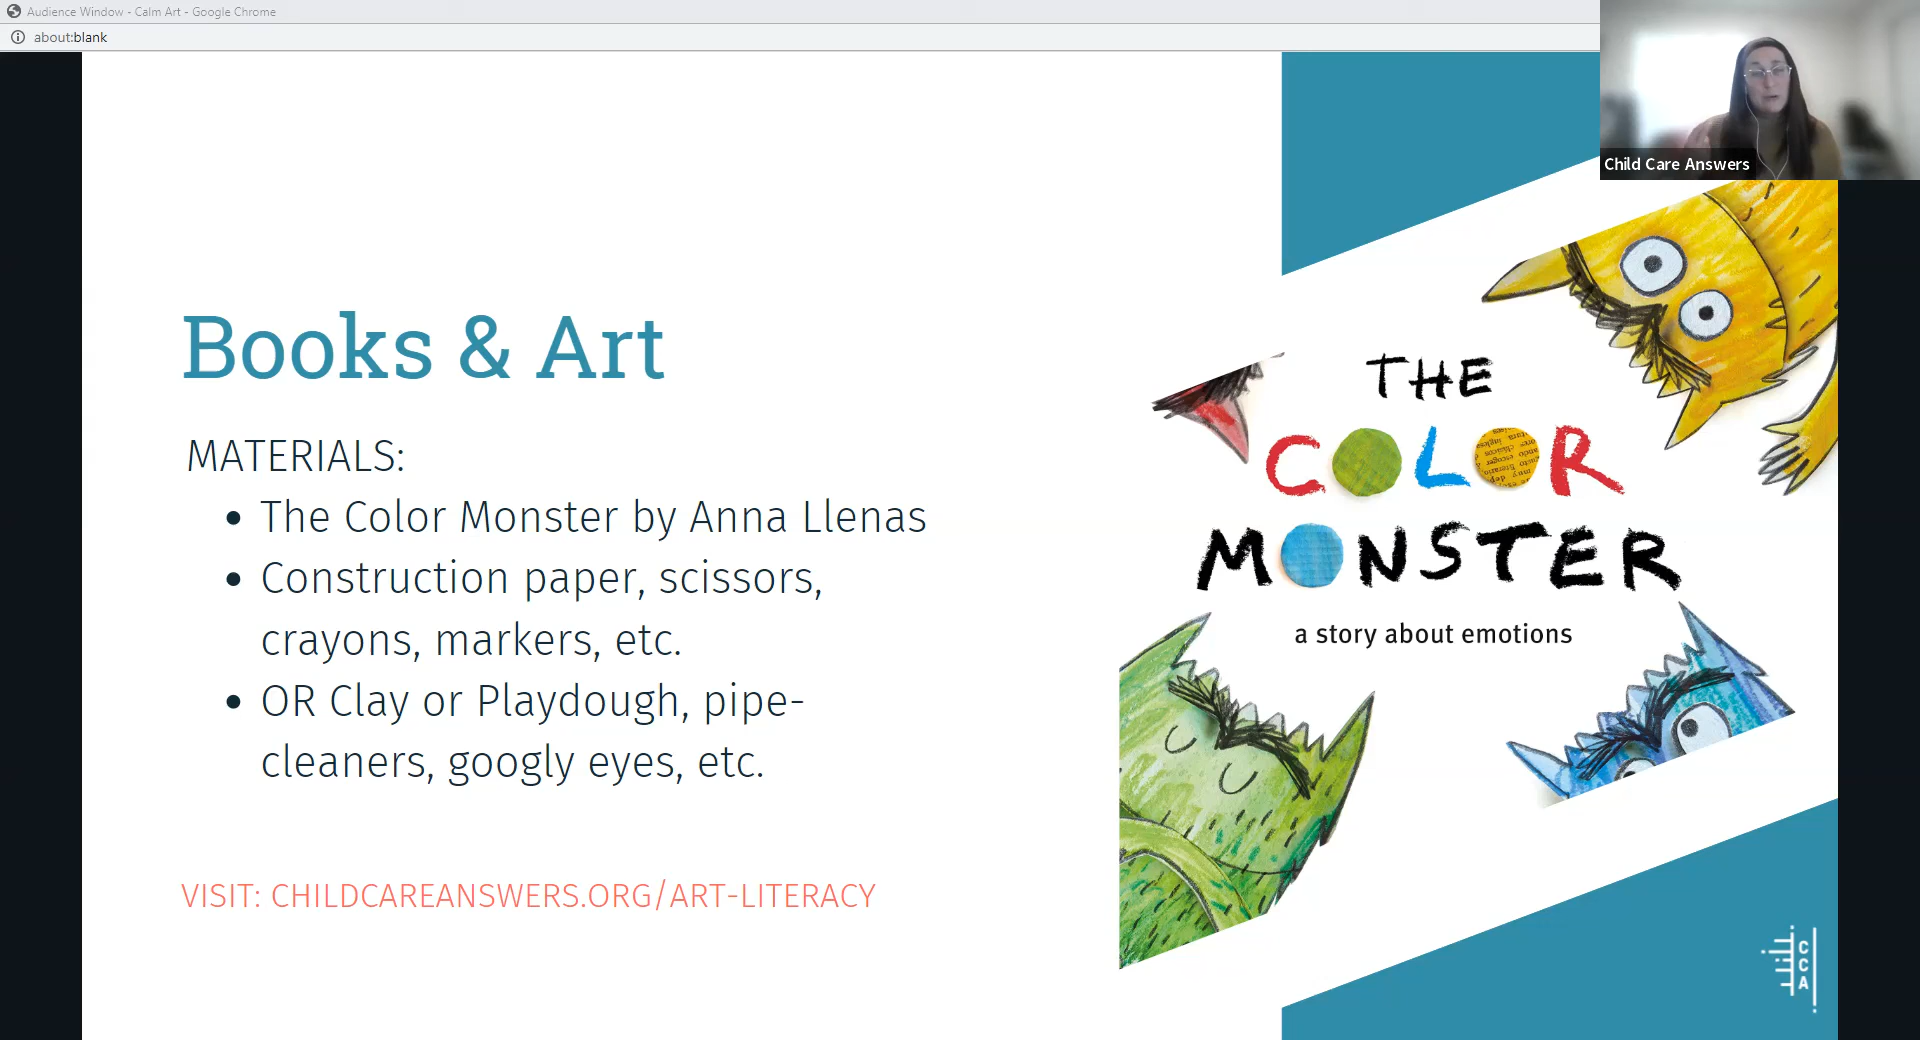 Audience Window - Calm Art - Google Chrome
about:blank
Child Care Answers
Books & Art
MATERIALS:
• The Color Monster by Anna Llenas
• Construction paper, scissors,
crayons, markers, etc.
• OR Clay or Playdough, pipe-
cleaners, googly eyes, etc.
VISIT: CHILDCAREANSWERS.ORG/ART-LITERACY
THE
COLOR
MONSTER
a story about emotions
CCA